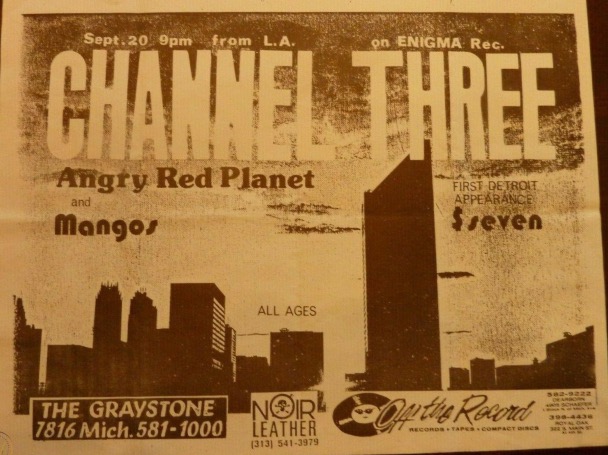 Sept. 20 9pm from L.A. on ENIGMA Rec.
CHANNEL THREE
Angry Red Planet
and
Mangos
FIRST DETROIT
APPEARANCE
$seven
ALL AGES
THE GRAYSTONE
7816 Mich. 581-1000
NOIR
LEATHER
(313) 541-3979
Off the Record
RECORDS • TAPES • COMPACT DISCS
582-9222
DEARBORN
398-4436
ROYAL OAK